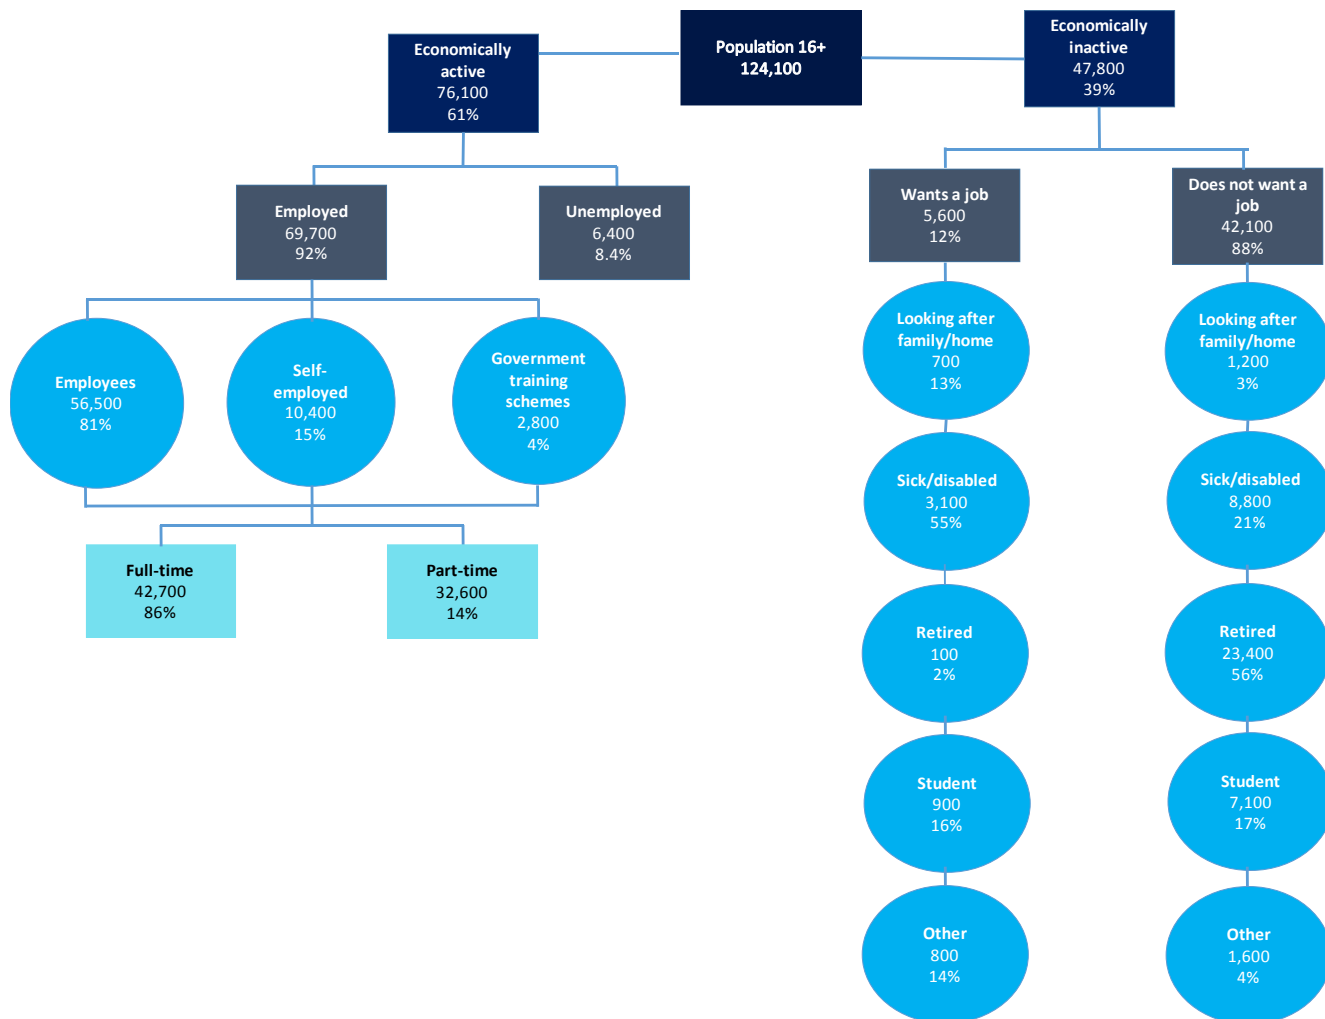 Population 16+
124,100
Economically
active
76,100
61%
Economically
inactive
47,800
39%
Employed
69,700
92%
Unemployed
6,400
8.4%
Wants a job
5,600
12%
Does not want a
job
42,100
88%
Employees
56,500
81%
Self-
employed
10,400
15%
Government
training
schemes
2,800
4%
Full-time
42,700
86%
Part-time
32,600
14%
Looking after
family/home
700
13%
Sick/disabled
3,100
55%
Retired
100
2%
Student
900
16%
Other
800
14%
Looking after
family/home
1,200
3%
Sick/disabled
8,800
21%
Retired
23,400
56%
Student
7,100
17%
Other
1,600
4%